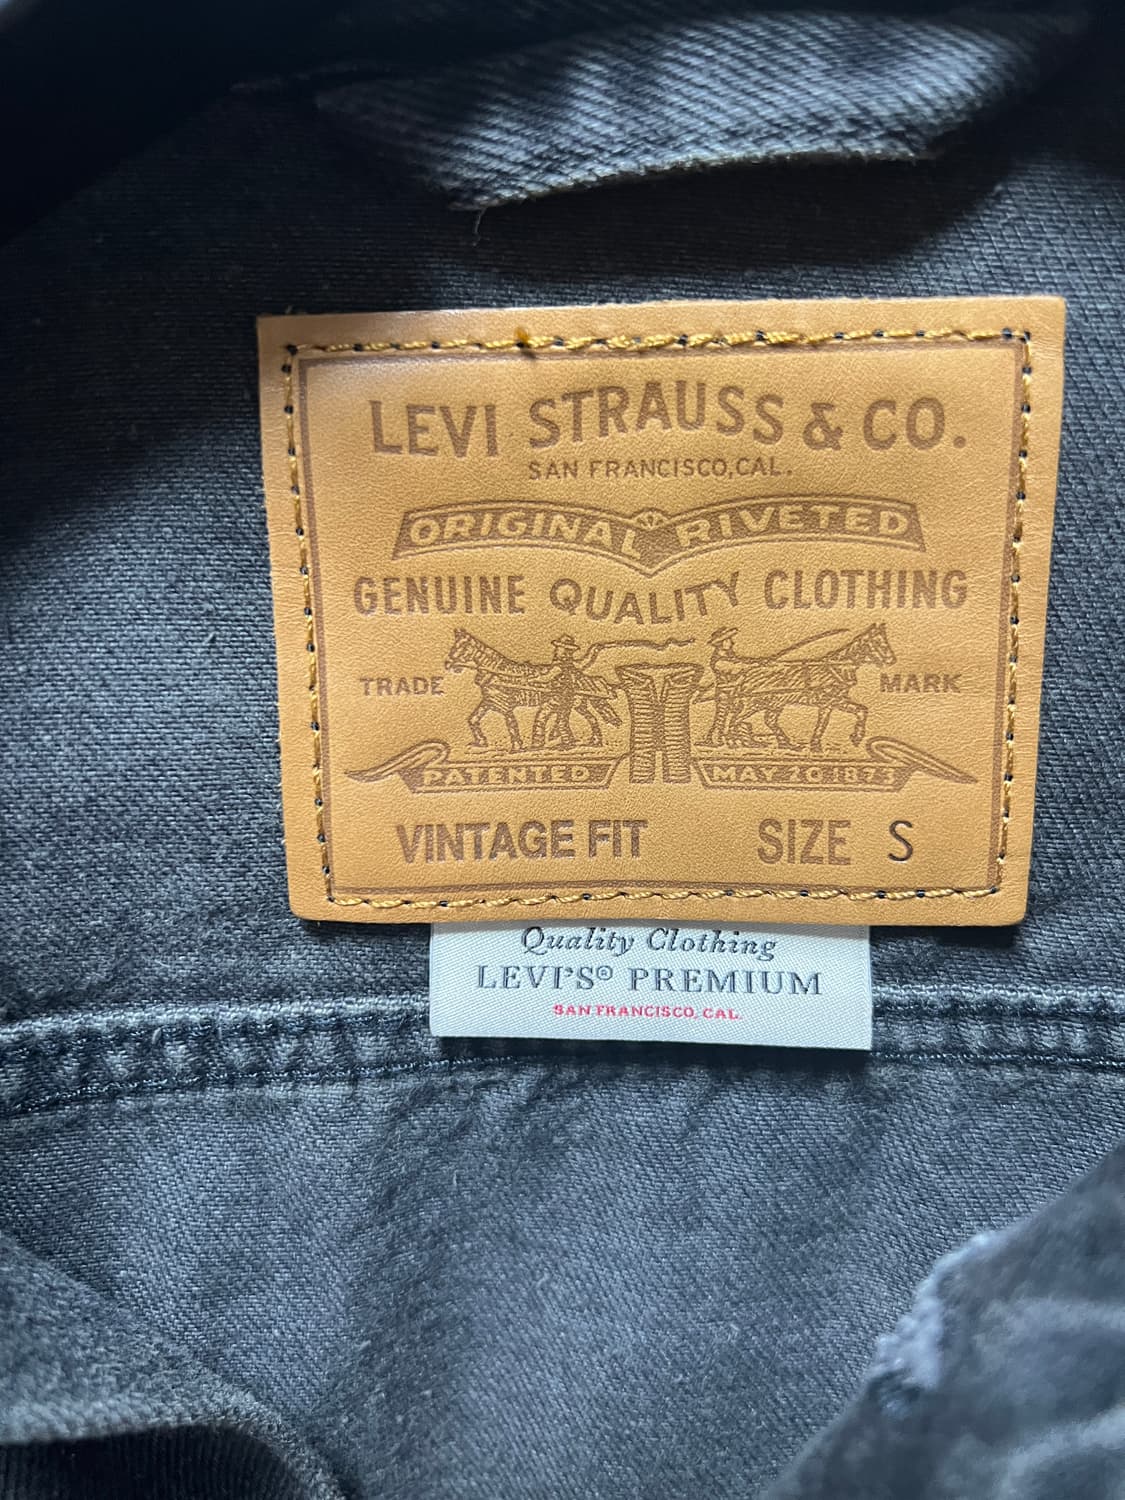 LEVI STRAUSS & CO.
SAN FRANCISCO, CAL.
ORIGINAL RIVETED
GENUINE QUALITY CLOTHING
TRADE MARK
PATENTED MAY 20 1873
VINTAGE FIT SIZE S
Quality Clothing
LEVI'S® PREMIUM
SAN FRANCISCO, CAL.